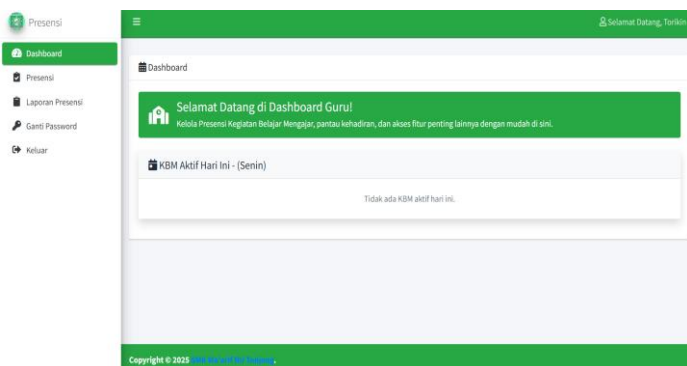 Presensi
Selamat Datang, Torikin
Dashboard
Presensi
Laporan Presensi
Ganti Password
Keluar
Dashboard
Selamat Datang di Dashboard Guru!
Kelola Presensi Kegiatan Belajar Mengajar, pantau kehadiran, dan akses fitur penting lainnya dengan mudah di sini.
KBM Aktif Hari Ini - (Senin)
Tidak ada KBM aktif hari ini.
Copyright © 2025